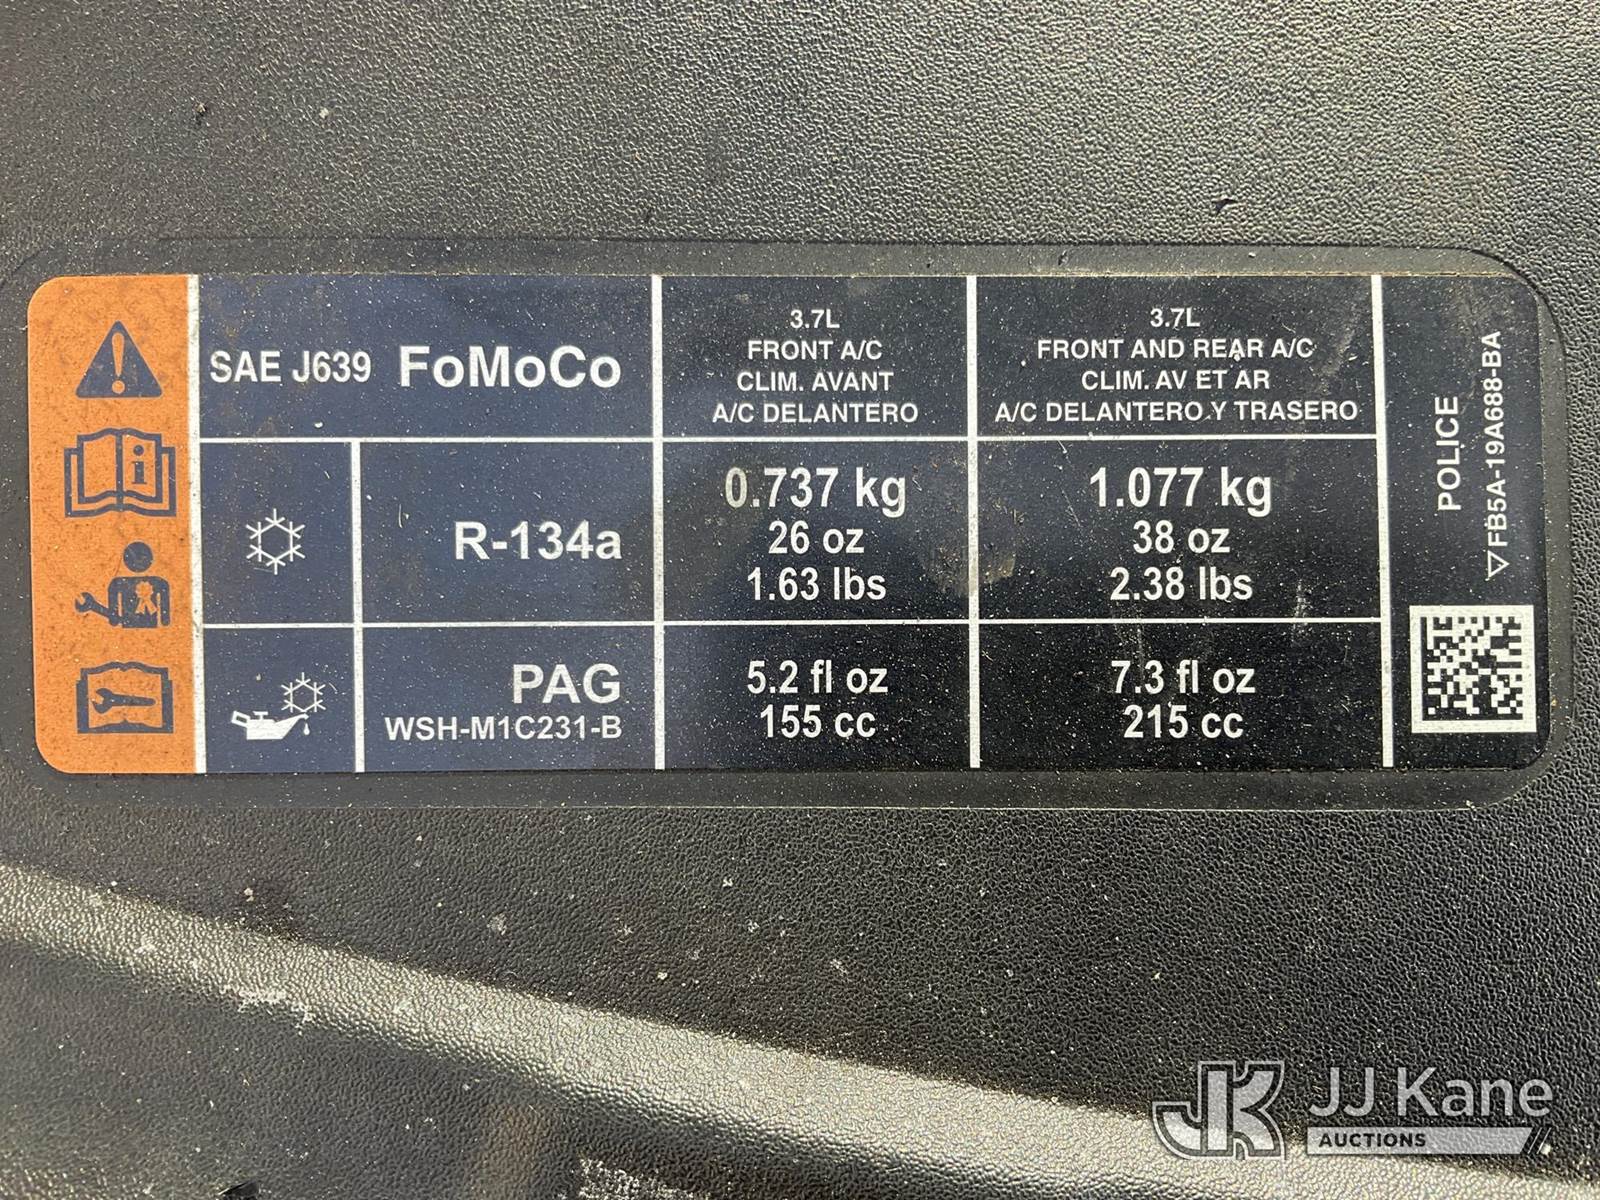 SAE J639 FoMoCo
3.7L
FRONT A/C
CLIM. AVANT
A/C DELANTERO
3.7L
FRONT AND REAR A/C
CLIM. AV ET AR
A/C DELANTERO Y TRASERO
R-134a
0.737 kg
26 oz
1.63 lbs
1.077 kg
38 oz
2.38 lbs
PAG
WSH-M1C231-B
5.2 fl oz
155 cc
7.3 fl oz
215 cc
POLICE
FB5A-19A688-BA
JK JJ Kane
AUCTIONS